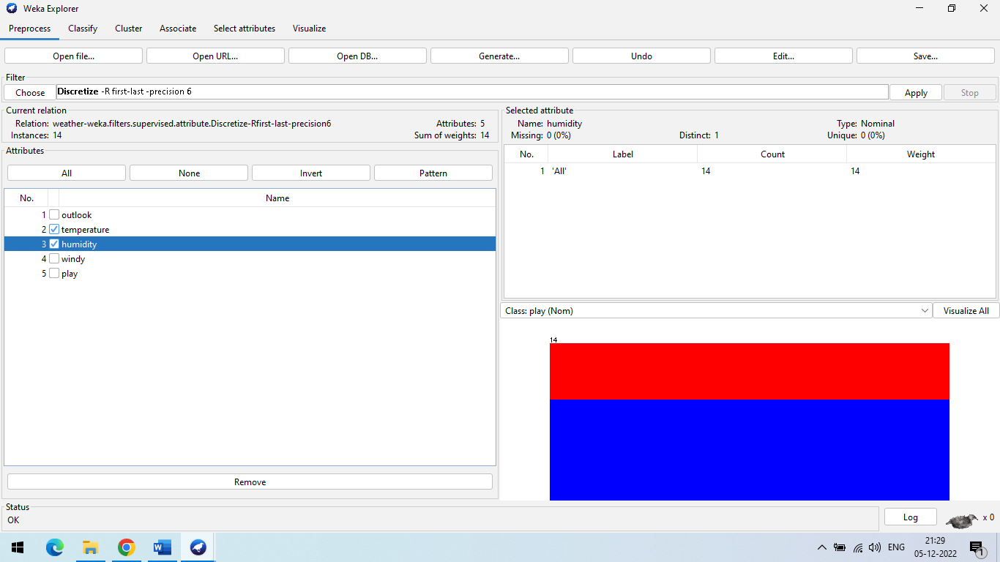 Weka Explorer
Preprocess Classify Cluster Associate Select attributes Visualize
Open file... Open URL... Open DB... Generate... Undo Edit... Save...
Filter
Choose Discretize -R first-last -precision 6 Apply Stop
Current relation
Relation: weather-weka.filters.supervised.attribute.Discretize-Rfirst-last-precision6 Attributes: 5
Instances: 14 Sum of weights: 14
Attributes
All None Invert Pattern
No. Name
1 outlook
2 temperature
3 humidity
4 windy
5 play
Remove
Selected attribute
Name: humidity Type: Nominal
Missing: 0 (0%) Distinct: 1 Unique: 0 (0%)
No. Label Count Weight
1 'All' 14 14
Class: play (Nom) Visualize All
14
Status
OK
Log x 0
ENG
21:29
05-12-2022
1